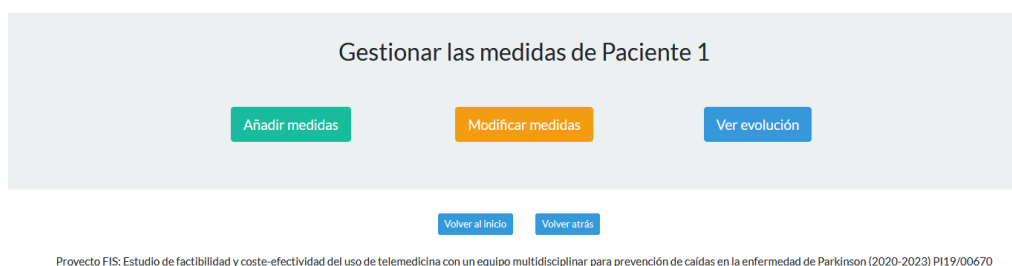 Gestionar las medidas de Paciente 1
Añadir medidas
Modificar medidas
Ver evolución
Volver al inicio
Volver atrás
Proyecto FIS: Estudio de factibilidad y coste-efectividad del uso de telemedicina con un equipo multidisciplinar para prevención de caídas en la enfermedad de Parkinson (2020-2023) PI19/00670